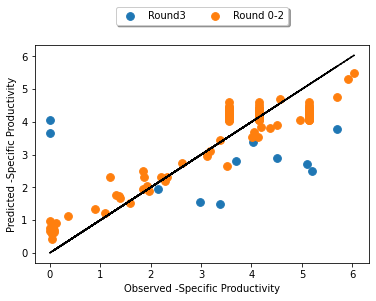 Round3 Round 0-2
6
5
4
3
2
1
0
Predicted -Specific Productivity
0 1 2 3 4 5 6
Observed -Specific Productivity